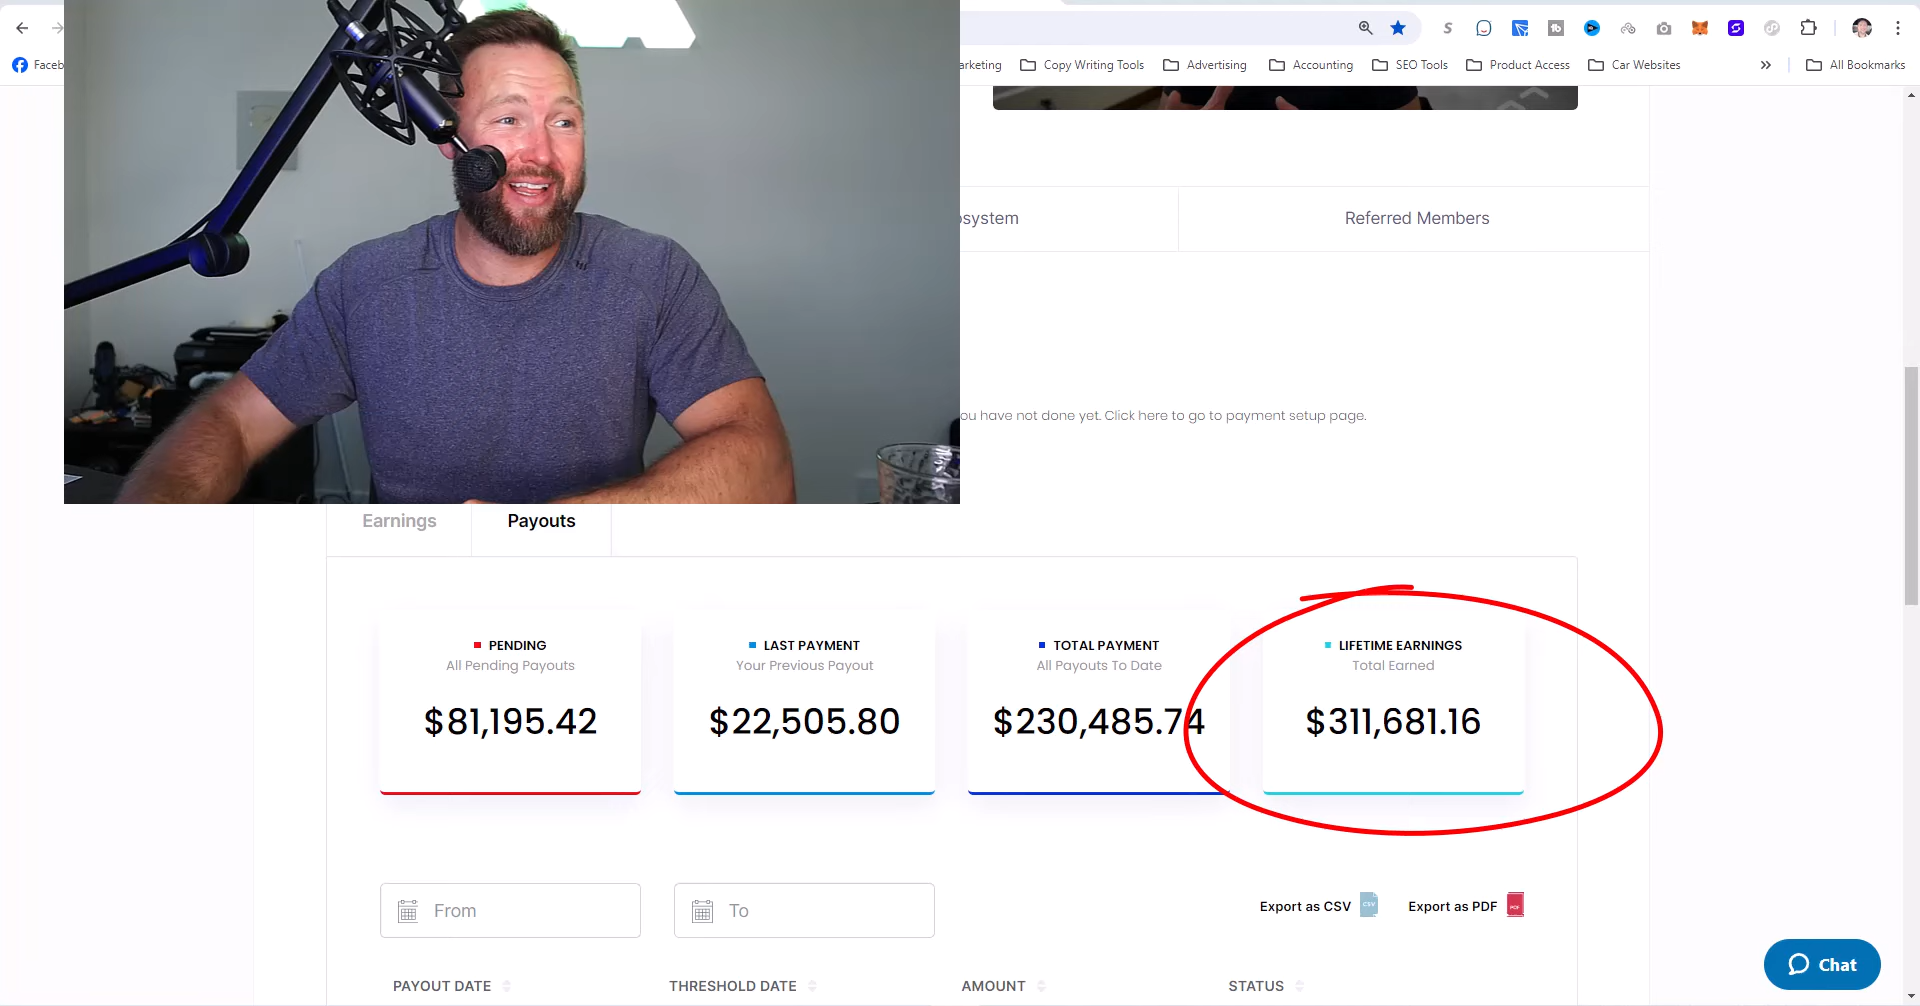 Faceb
arketing
Copy Writing Tools
Advertising
Accounting
SEO Tools
Product Access
Car Websites
All Bookmarks
osystem
Referred Members
ou have not done yet. Click here to go to payment setup page.
Earnings
Payouts
PENDING
All Pending Payouts
$81,195.42
LAST PAYMENT
Your Previous Payout
$22,505.80
TOTAL PAYMENT
All Payouts To Date
$230,485.74
LIFETIME EARNINGS
Total Earned
$311,681.16
From
To
Export as CSV
CSV
Export as PDF
PDF
PAYOUT DATE
THRESHOLD DATE
AMOUNT
STATUS
Chat